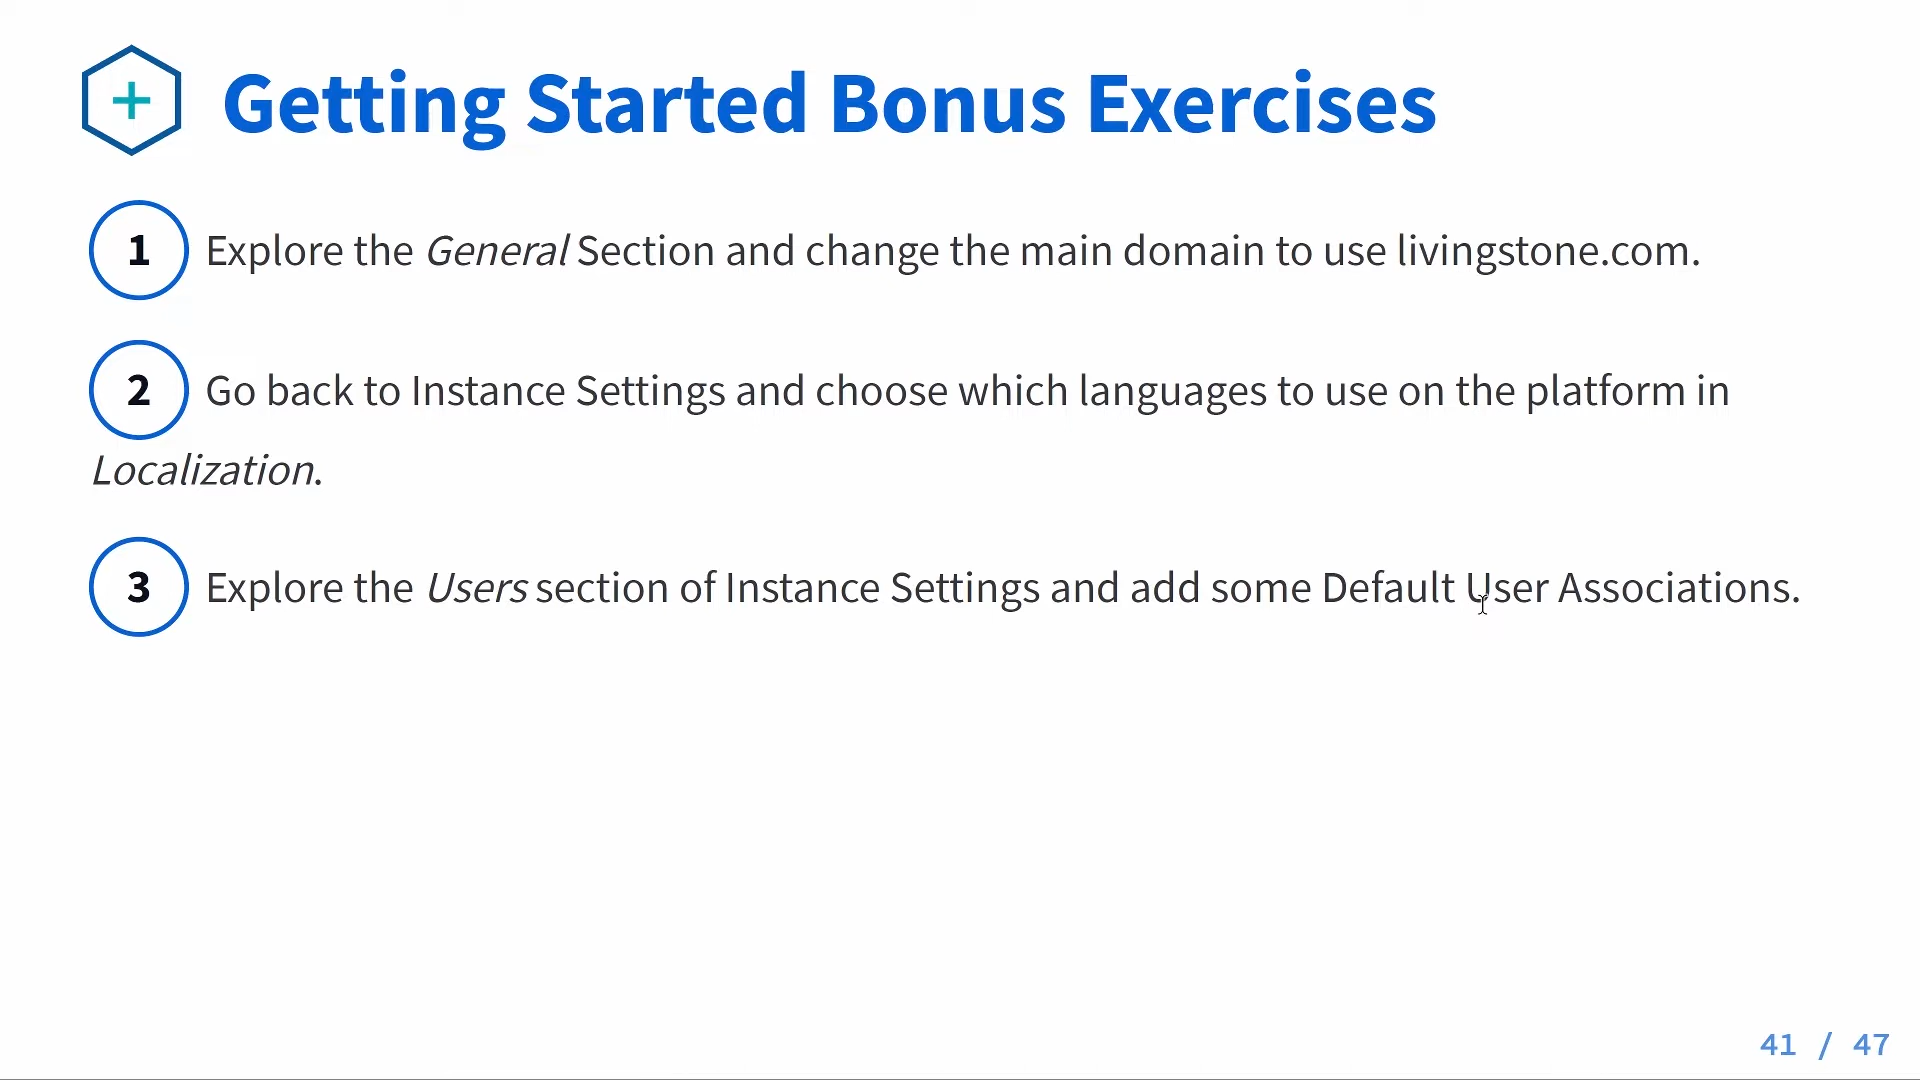 Getting Started Bonus Exercises
1 Explore the General Section and change the main domain to use livingstone.com.
2 Go back to Instance Settings and choose which languages to use on the platform in
Localization.
3 Explore the Users section of Instance Settings and add some Default User Associations.
41 / 47